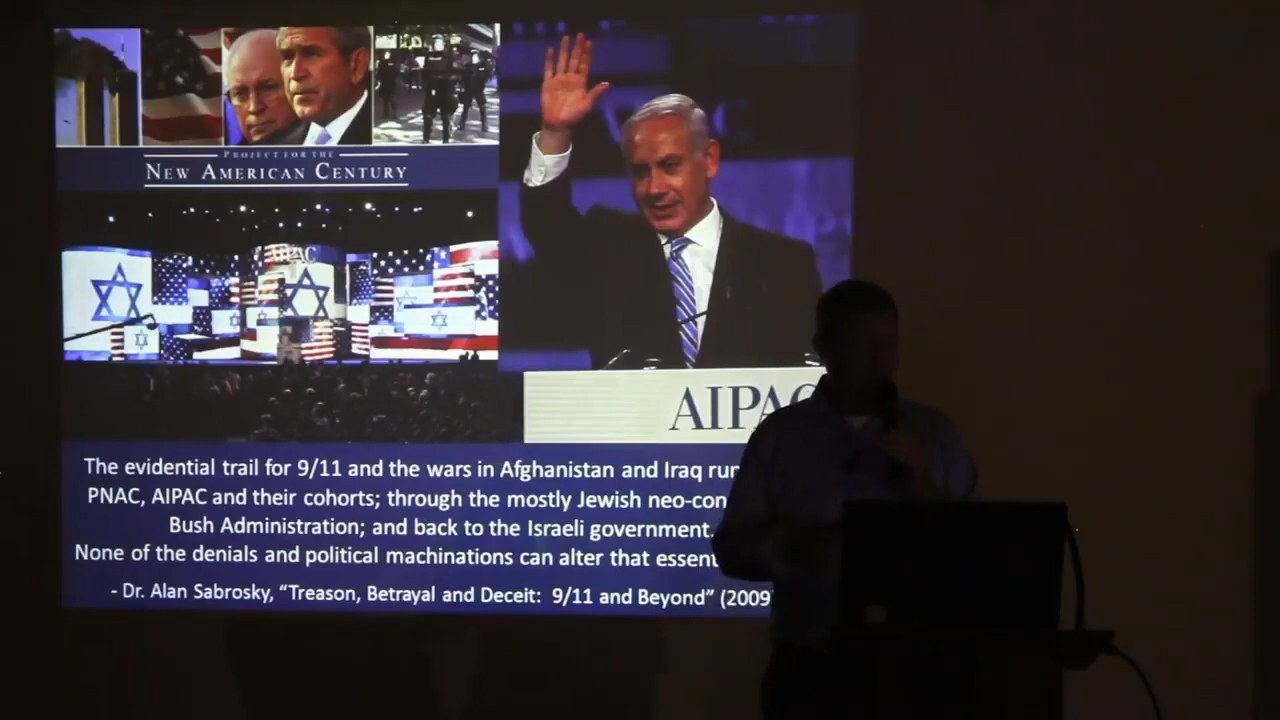 PROJECT FOR THE
NEW AMERICAN CENTURY
AIPAC
AIPAC
The evidential trail for 9/11 and the wars in Afghanistan and Iraq run
PNAC, AIPAC and their cohorts; through the mostly Jewish neo-con
Bush Administration; and back to the Israeli government.
None of the denials and political machinations can alter that essen
- Dr. Alan Sabrosky, “Treason, Betrayal and Deceit: 9/11 and Beyond” (2009